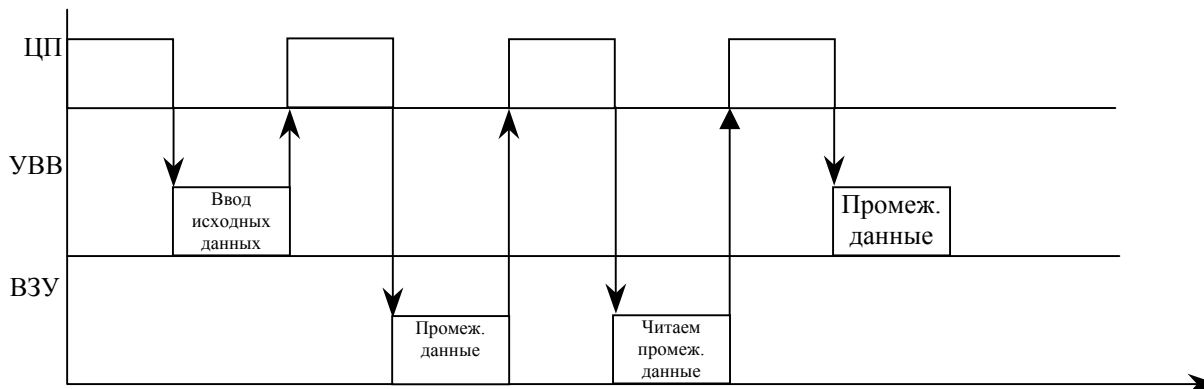 ЦП
УВВ
Ввод
исходных
данных
Промеж.
данные
ВЗУ
Промеж.
данные
Читаем
промеж.
данные